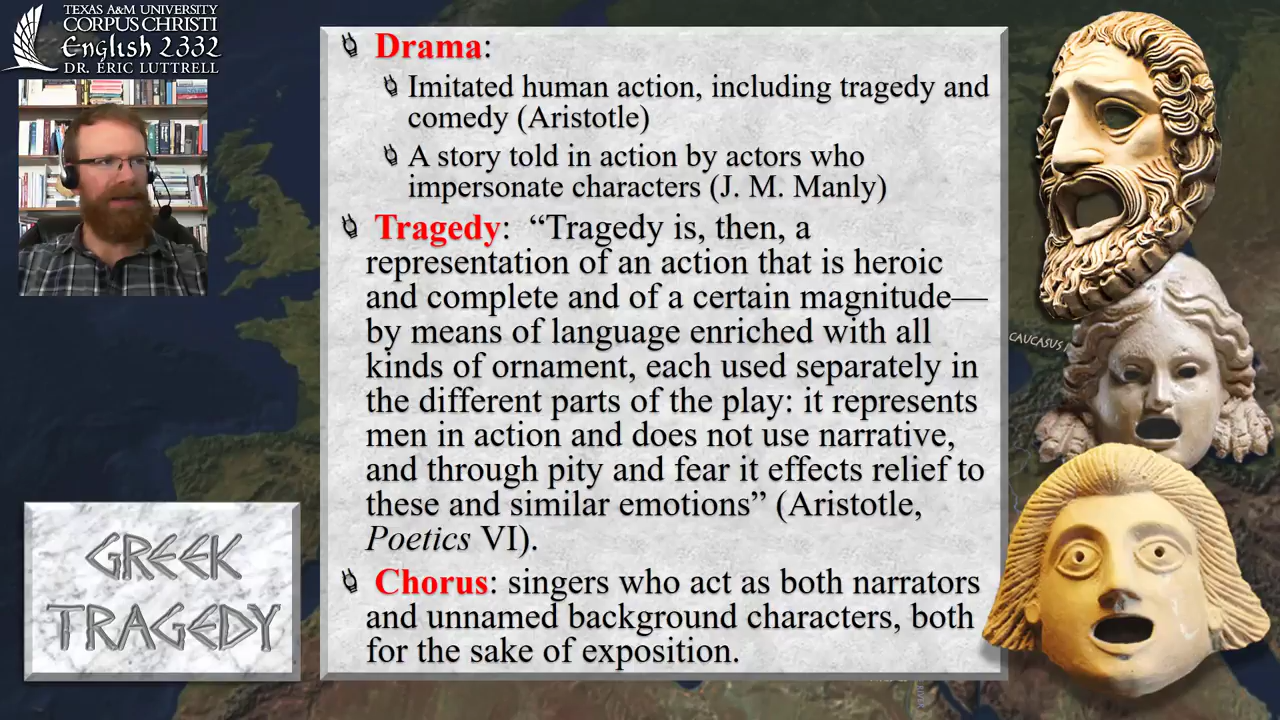 TEXAS A&M UNIVERSITY
CORPUS CHRISTI
English 2332
DR. ERIC LUTTRELL
Drama:
Imitated human action, including tragedy and
comedy (Aristotle)
A story told in action by actors who
impersonate characters (J. M. Manly)
Tragedy: “Tragedy is, then, a
representation of an action that is heroic
and complete and of a certain magnitude—
by means of language enriched with all
kinds of ornament, each used separately in
the different parts of the play: it represents
men in action and does not use narrative,
and through pity and fear it effects relief to
these and similar emotions” (Aristotle,
Poetics VI).
Chorus: singers who act as both narrators
and unnamed background characters, both
for the sake of exposition.
GREEK
TRAGEDY
CAUCASUS